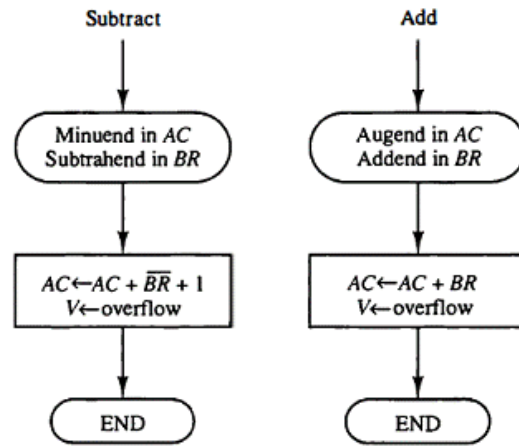 Subtract
Minuend in AC
Subtrahend in BR
AC←AC + B̅R̅ + 1
V←overflow
END
Add
Augend in AC
Addend in BR
AC←AC + BR
V←overflow
END